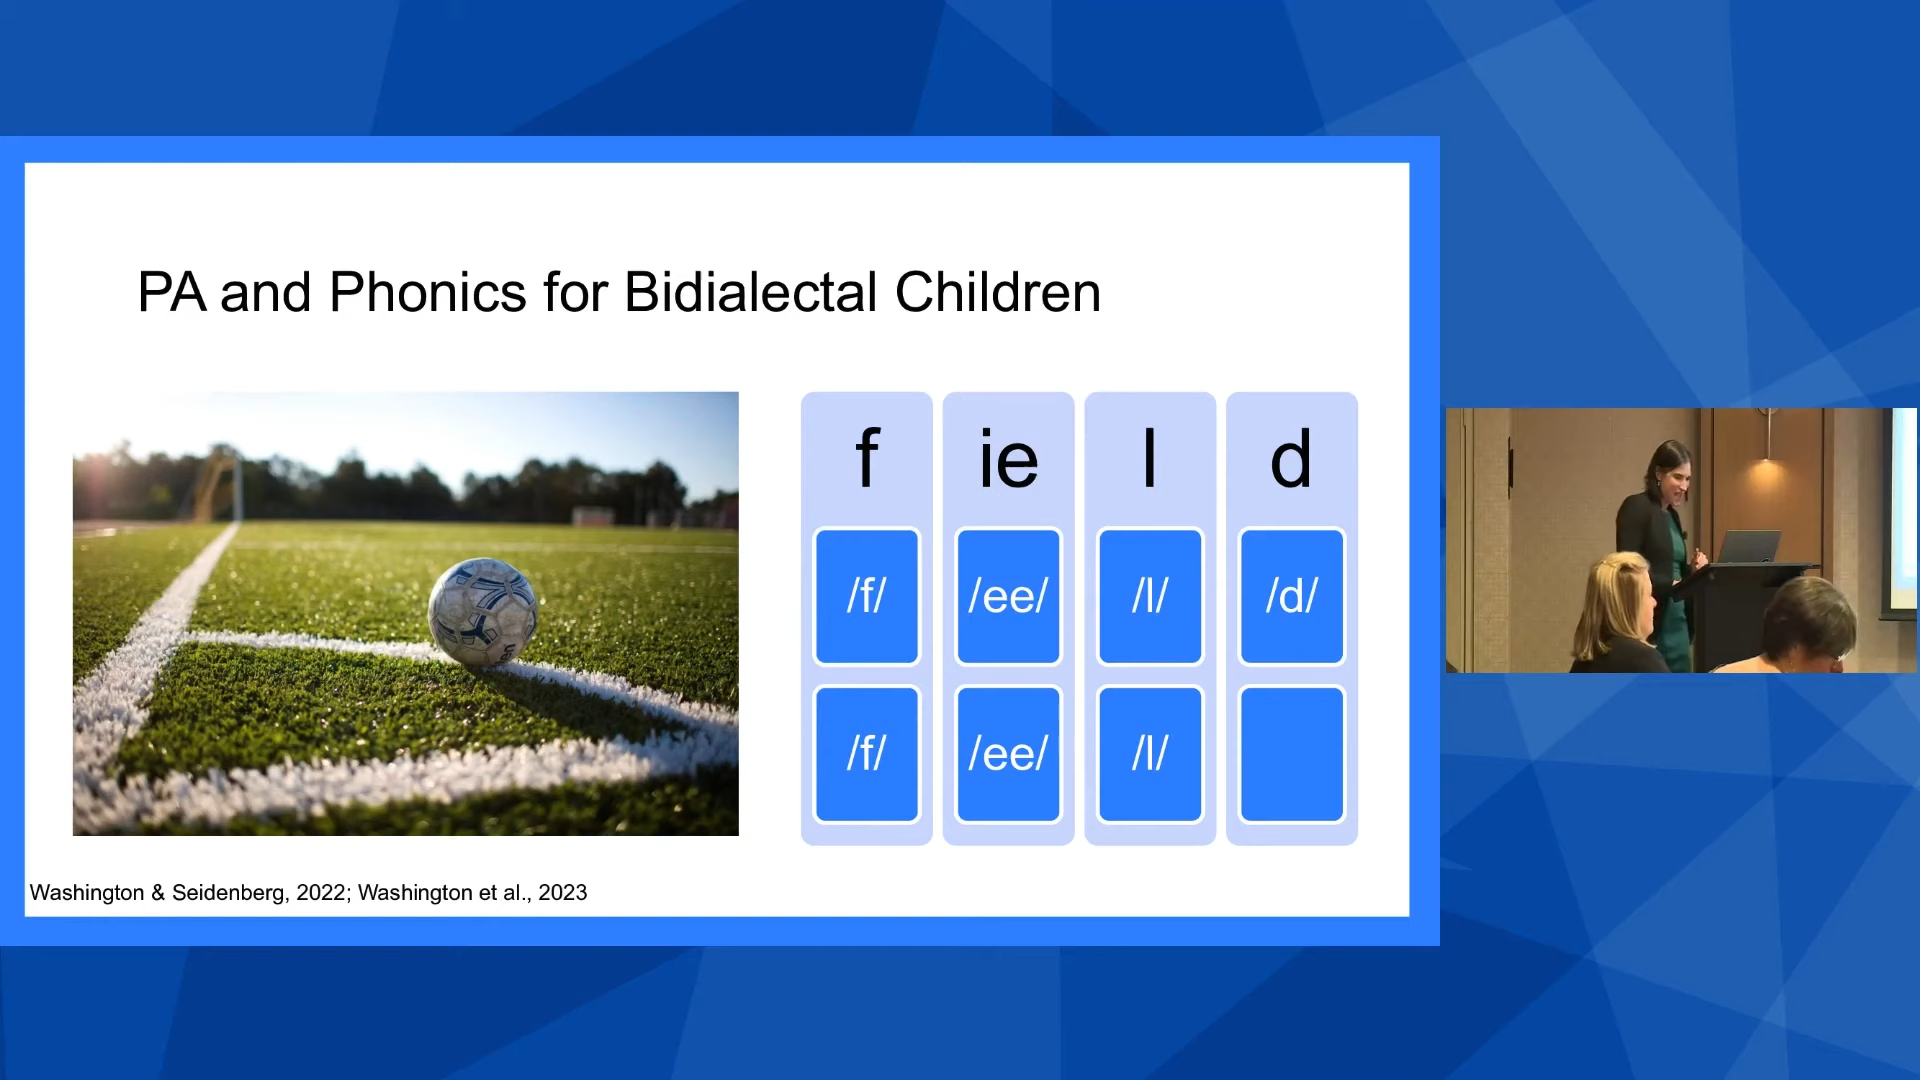 PA and Phonics for Bidialectal Children
f ie l d
/f/ /ee/ /l/ /d/
/f/ /ee/ /l/
Washington & Seidenberg, 2022; Washington et al., 2023